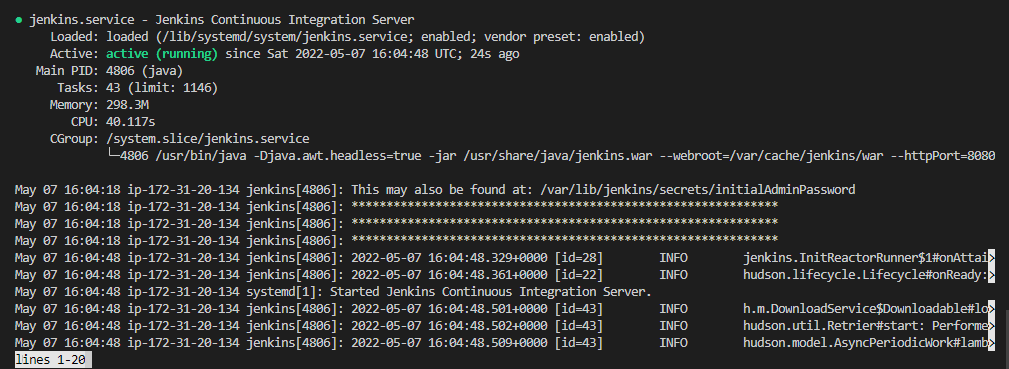 ● jenkins.service - Jenkins Continuous Integration Server
Loaded: loaded (/lib/systemd/system/jenkins.service; enabled; vendor preset: enabled)
Active: active (running) since Sat 2022-05-07 16:04:48 UTC; 24s ago
Main PID: 4806 (java)
Tasks: 43 (limit: 1146)
Memory: 298.3M
CPU: 40.117s
CGroup: /system.slice/jenkins.service
└─4806 /usr/bin/java -Djava.awt.headless=true -jar /usr/share/java/jenkins.war --webroot=/var/cache/jenkins/war --httpPort=8080
May 07 16:04:18 ip-172-31-20-134 jenkins[4806]: This may also be found at: /var/lib/jenkins/secrets/initialAdminPassword
May 07 16:04:18 ip-172-31-20-134 jenkins[4806]: *************************************************************
May 07 16:04:18 ip-172-31-20-134 jenkins[4806]: *************************************************************
May 07 16:04:18 ip-172-31-20-134 jenkins[4806]: *************************************************************
May 07 16:04:48 ip-172-31-20-134 jenkins[4806]: 2022-05-07 16:04:48.329+0000 [id=28] INFO jenkins.InitReactorRunner$1#onAttai>
May 07 16:04:48 ip-172-31-20-134 jenkins[4806]: 2022-05-07 16:04:48.361+0000 [id=22] INFO hudson.lifecycle.Lifecycle#onReady:>
May 07 16:04:48 ip-172-31-20-134 systemd[1]: Started Jenkins Continuous Integration Server.
May 07 16:04:48 ip-172-31-20-134 jenkins[4806]: 2022-05-07 16:04:48.501+0000 [id=43] INFO h.m.DownloadService$Downloadable#lo>
May 07 16:04:48 ip-172-31-20-134 jenkins[4806]: 2022-05-07 16:04:48.502+0000 [id=43] INFO hudson.util.Retrier#start: Performe>
May 07 16:04:48 ip-172-31-20-134 jenkins[4806]: 2022-05-07 16:04:48.509+0000 [id=43] INFO hudson.model.AsyncPeriodicWork#lamb>
lines 1-20